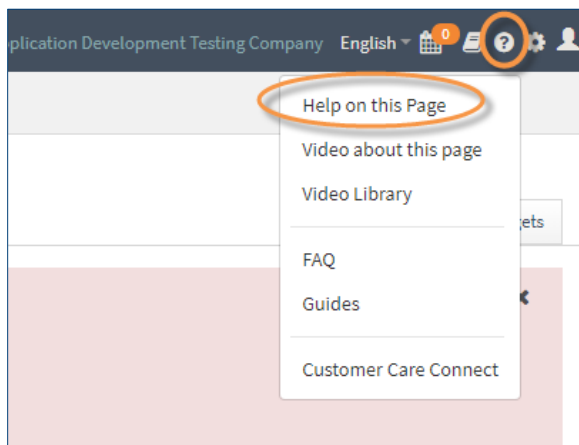 plication Development Testing Company English 0 ?
Help on this Page
Video about this page
Video Library
gets
FAQ
Guides
Customer Care Connect